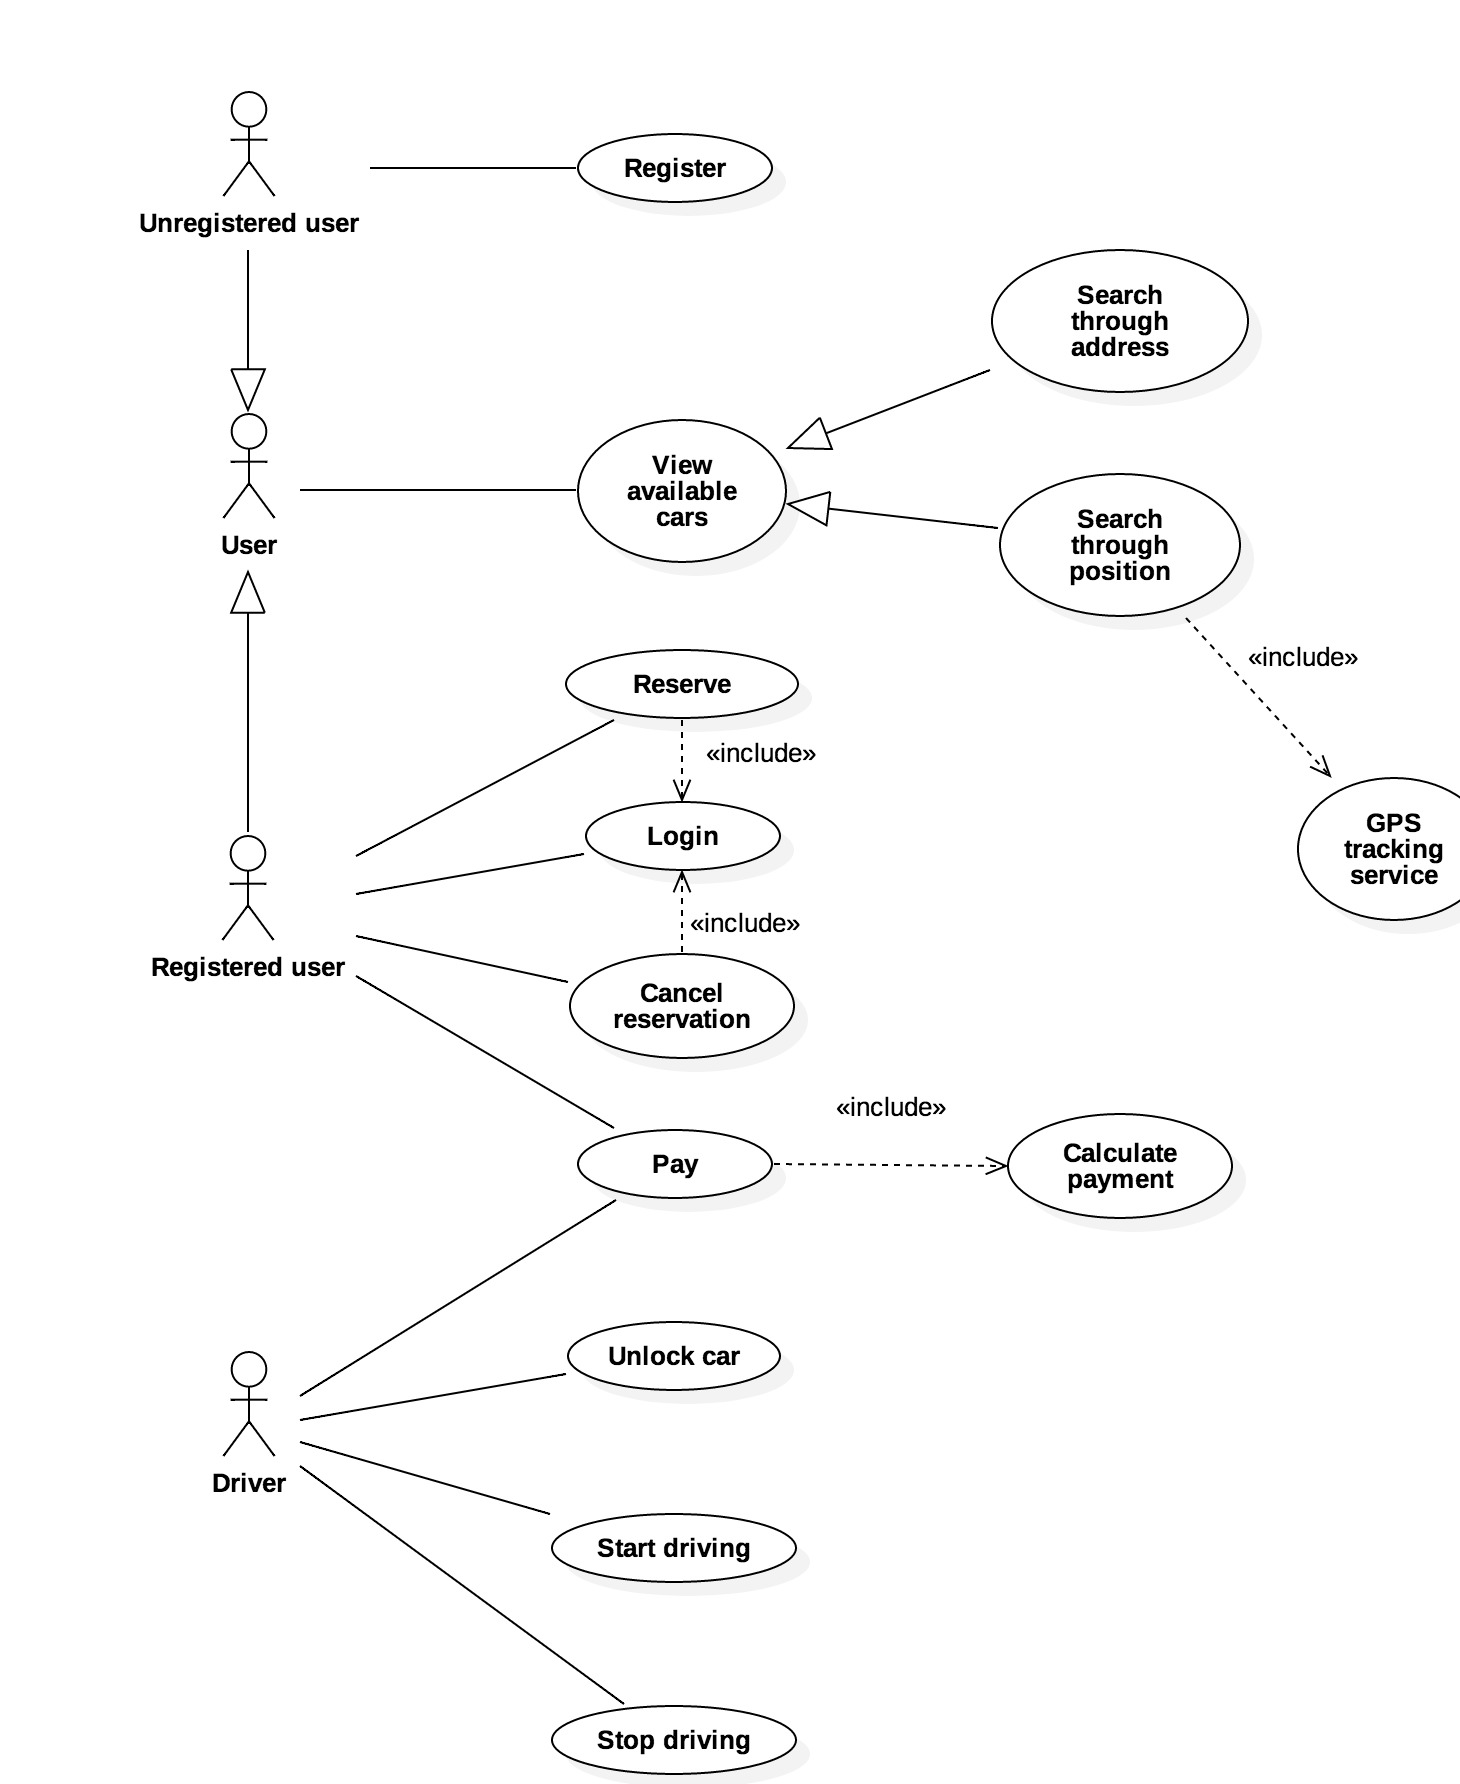 Register
Unregistered user
Search
through
address
View
available
cars
Search
through
position
User
«include»
Reserve
«include»
Login
GPS
tracking
service
«include»
Registered user
Cancel
reservation
«include»
Pay
Calculate
payment
Unlock car
Driver
Start driving
Stop driving